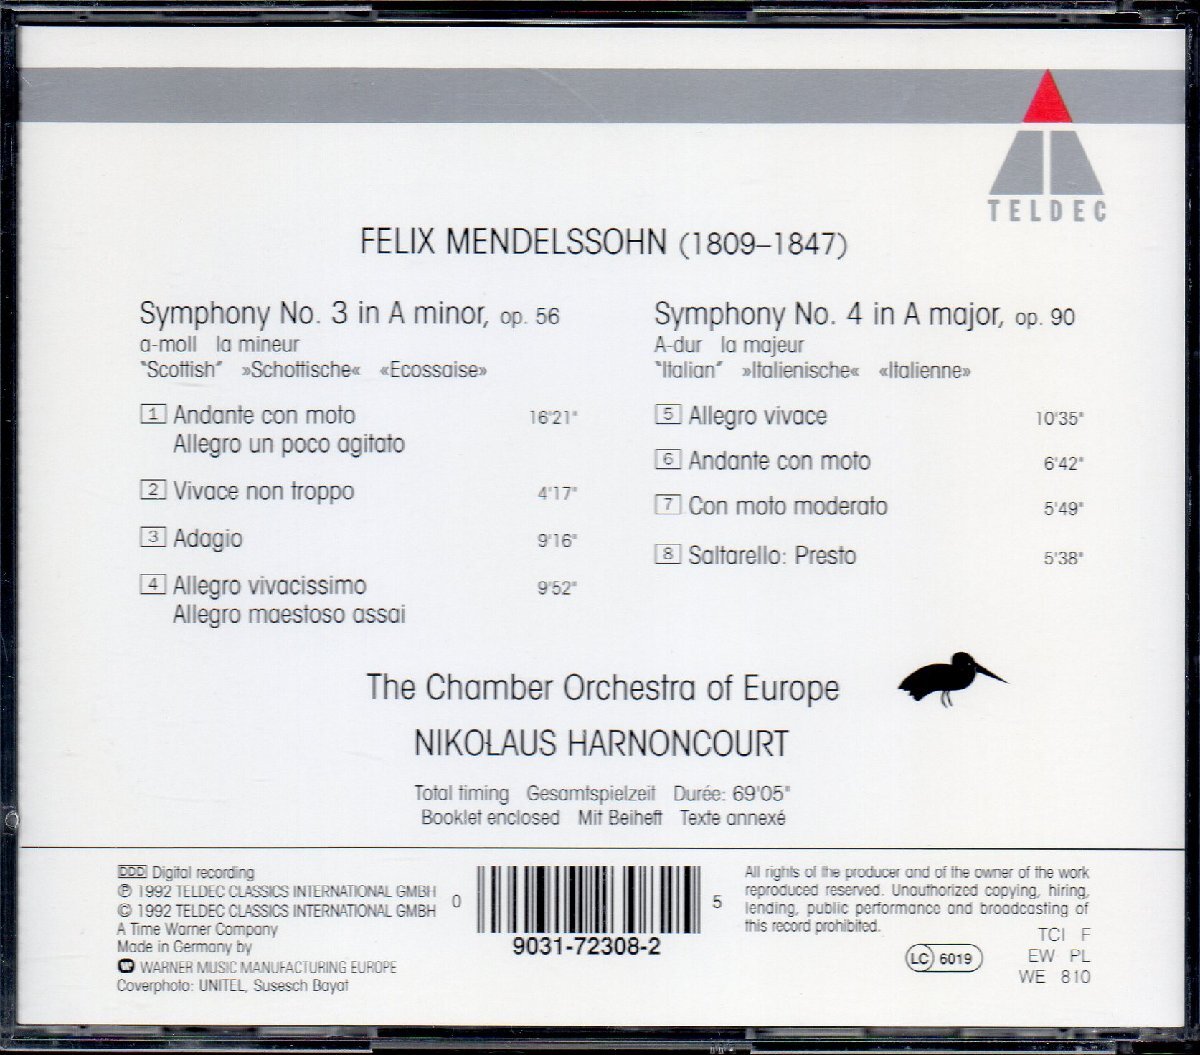 TELDEC
FELIX MENDELSSOHN (1809–1847)
Symphony No. 3 in A minor, op. 56
a-moll la mineur
"Scottish" »Schottische« «Ecossaise»
1 Andante con moto 16'21"
Allegro un poco agitato
2 Vivace non troppo 4'17"
3 Adagio 9'16"
4 Allegro vivacissimo 9'52"
Allegro maestoso assai
Symphony No. 4 in A major, op. 90
A-dur la majeur
"Italian" »Italienische« «Italienne»
5 Allegro vivace 10'35"
6 Andante con moto 6'42"
7 Con moto moderato 5'49"
8 Saltarello: Presto 5'38"
The Chamber Orchestra of Europe
NIKOLAUS HARNONCOURT
Total timing Gesamtspielzeit Durée: 69'05"
Booklet enclosed Mit Beiheft Texte annexé
DDD Digital recording
℗ 1992 TELDEC CLASSICS INTERNATIONAL GMBH
© 1992 TELDEC CLASSICS INTERNATIONAL GMBH
A Time Warner Company
Made in Germany by
WARNER MUSIC MANUFACTURING EUROPE
Coverphoto: UNITEL, Susesch Bayat
0 5
9031-72308-2
All rights of the producer and of the owner of the work
reproduced reserved. Unauthorized copying, hiring,
lending, public performance and broadcasting of
this record prohibited.
LC 6019
TCI F
EW PL
WE 810